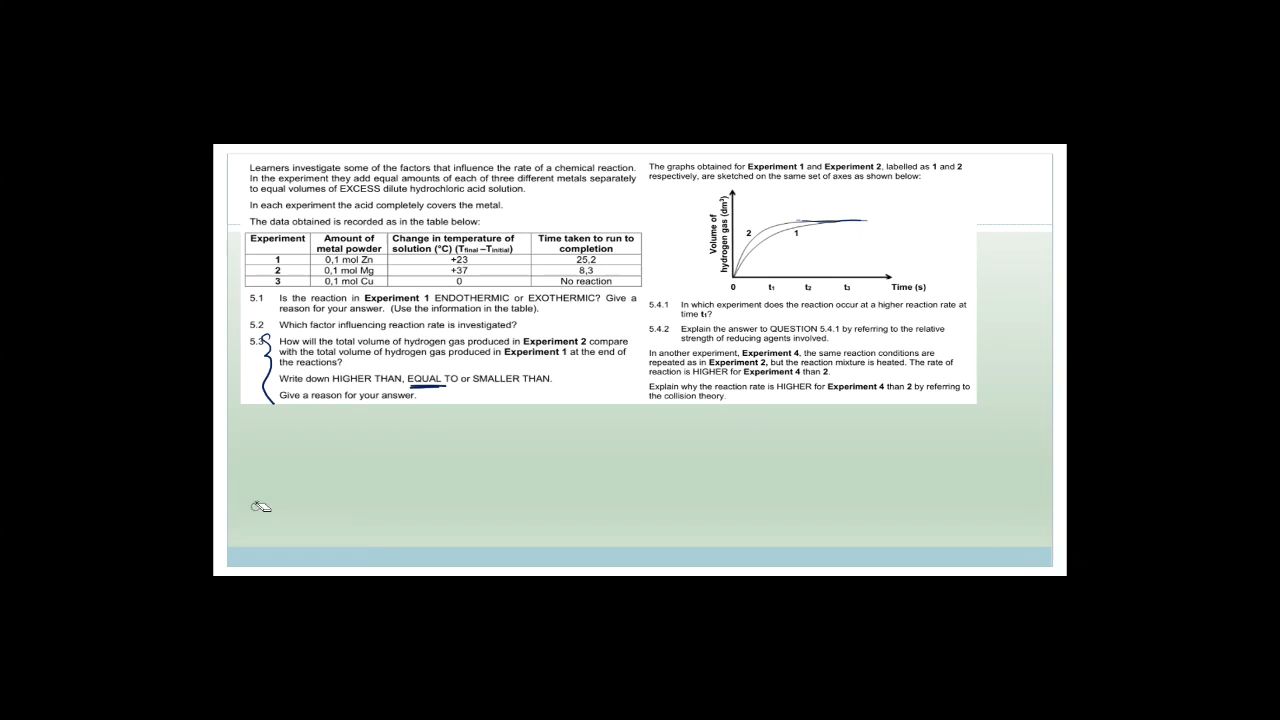 Learners investigate some of the factors that influence the rate of a chemical reaction.
In the experiment they add equal amounts of each of three different metals separately
to equal volumes of EXCESS dilute hydrochloric acid solution.
In each experiment the acid completely covers the metal.
The data obtained is recorded as in the table below:
Experiment Amount of metal powder Change in temperature of solution (°C) (Tfinal –Tinitial) Time taken to run to completion
1 0,1 mol Zn +23 25,2
2 0,1 mol Mg +37 8,3
3 0,1 mol Cu 0 No reaction
5.1 Is the reaction in Experiment 1 ENDOTHERMIC or EXOTHERMIC? Give a
reason for your answer. (Use the information in the table).
5.2 Which factor influencing reaction rate is investigated?
5.3 How will the total volume of hydrogen gas produced in Experiment 2 compare
with the total volume of hydrogen gas produced in Experiment 1 at the end of
the reactions?
Write down HIGHER THAN, EQUAL TO or SMALLER THAN.
Give a reason for your answer.
The graphs obtained for Experiment 1 and Experiment 2, labelled as 1 and 2
respectively, are sketched on the same set of axes as shown below:
Volume of
hydrogen gas (dm³)
2 1
0 t₁ t₂ t₃ Time (s)
5.4.1 In which experiment does the reaction occur at a higher reaction rate at
time t₁?
5.4.2 Explain the answer to QUESTION 5.4.1 by referring to the relative
strength of reducing agents involved.
In another experiment, Experiment 4, the same reaction conditions are
repeated as in Experiment 2, but the reaction mixture is heated. The rate of
reaction is HIGHER for Experiment 4 than 2.
Explain why the reaction rate is HIGHER for Experiment 4 than 2 by referring to
the collision theory.